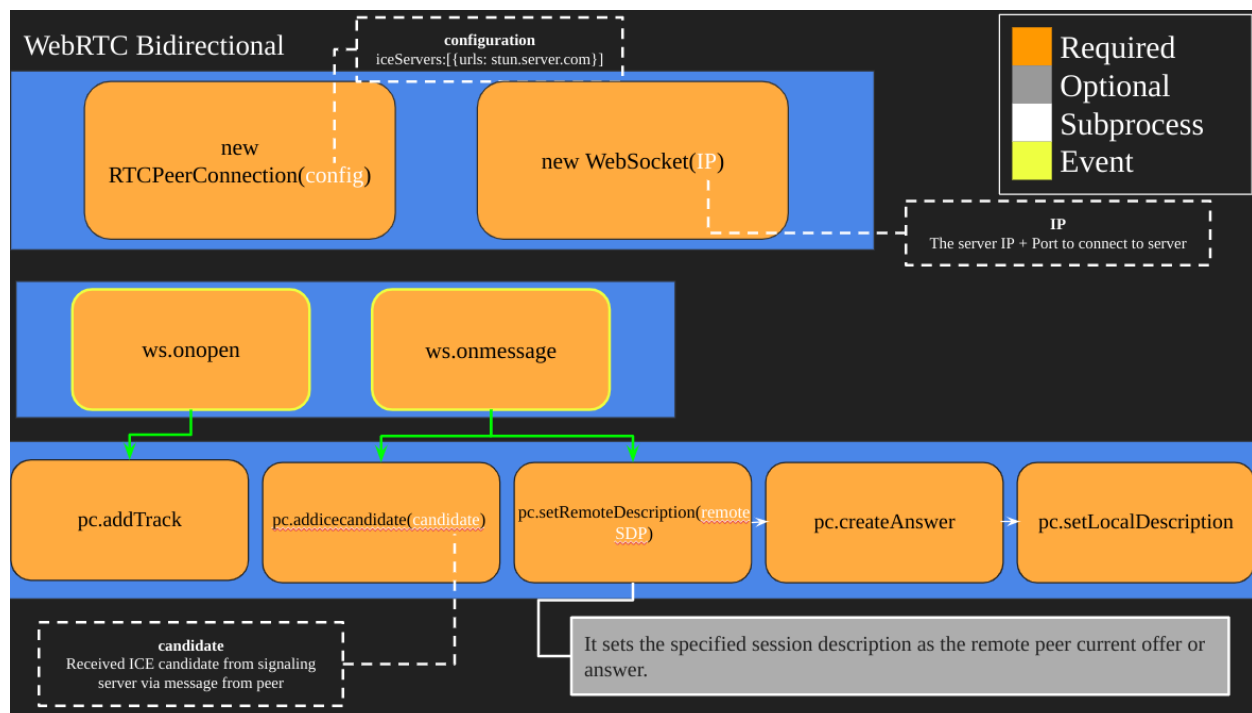 WebRTC Bidirectional
configuration
iceServers:[{urls: stun.server.com}]
Required
Optional
Subprocess
Event
new
RTCPeerConnection(config)
new WebSocket(IP)
IP
The server IP + Port to connect to server
ws.onopen
ws.onmessage
pc.addTrack
pc.addicecandidate(candidate)
pc.setRemoteDescription(remote
SDP)
pc.createAnswer
pc.setLocalDescription
candidate
Received ICE candidate from signaling
server via message from peer
It sets the specified session description as the remote peer current offer or
answer.